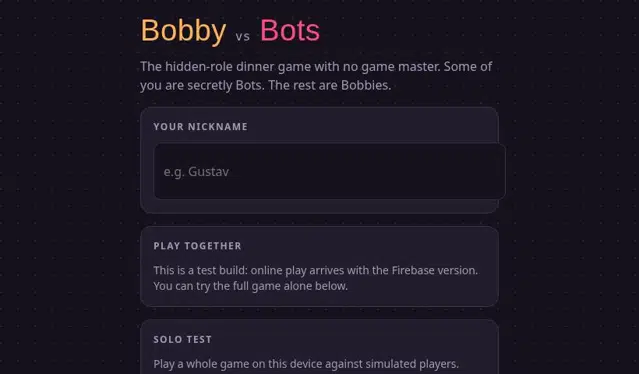 Bobby vs Bots
The hidden-role dinner game with no game master. Some of
you are secretly Bots. The rest are Bobbies.
YOUR NICKNAME
e.g. Gustav
PLAY TOGETHER
This is a test build: online play arrives with the Firebase version.
You can try the full game alone below.
SOLO TEST
Play a whole game on this device against simulated players.